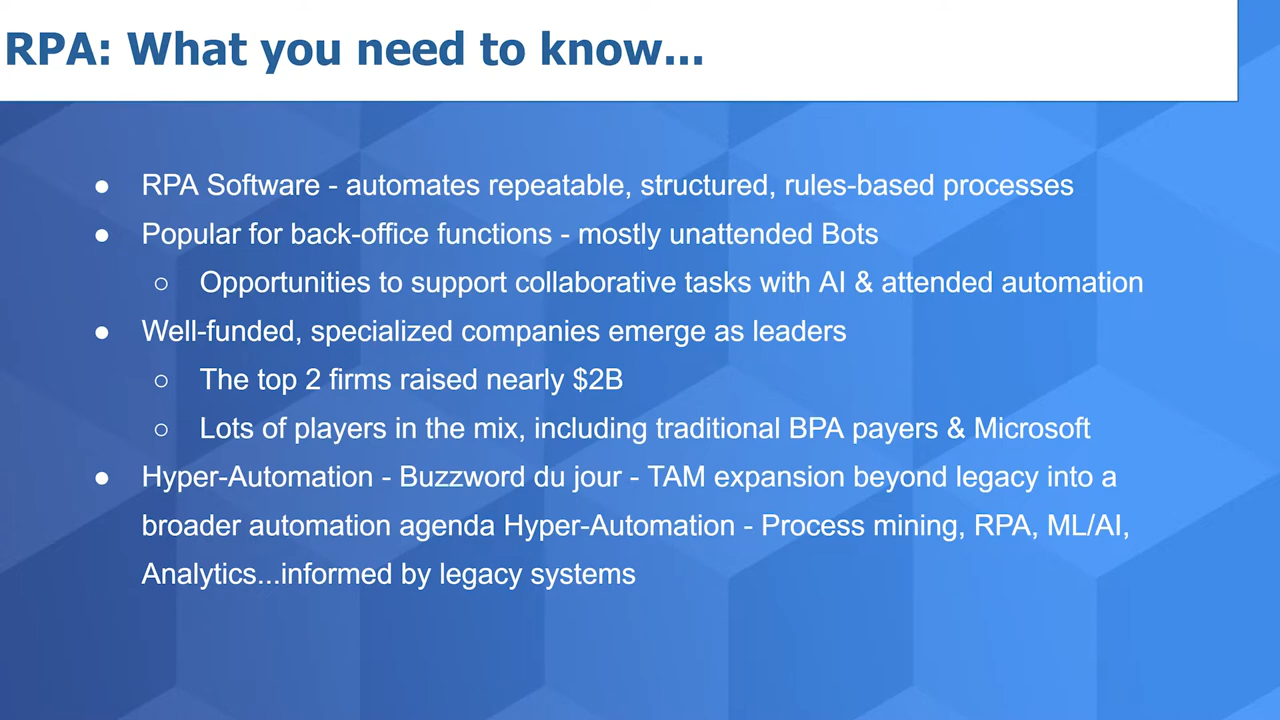 RPA: What you need to know...
● RPA Software - automates repeatable, structured, rules-based processes
● Popular for back-office functions - mostly unattended Bots
○ Opportunities to support collaborative tasks with AI & attended automation
● Well-funded, specialized companies emerge as leaders
○ The top 2 firms raised nearly $2B
○ Lots of players in the mix, including traditional BPA payers & Microsoft
● Hyper-Automation - Buzzword du jour - TAM expansion beyond legacy into a
broader automation agenda Hyper-Automation - Process mining, RPA, ML/AI,
Analytics...informed by legacy systems